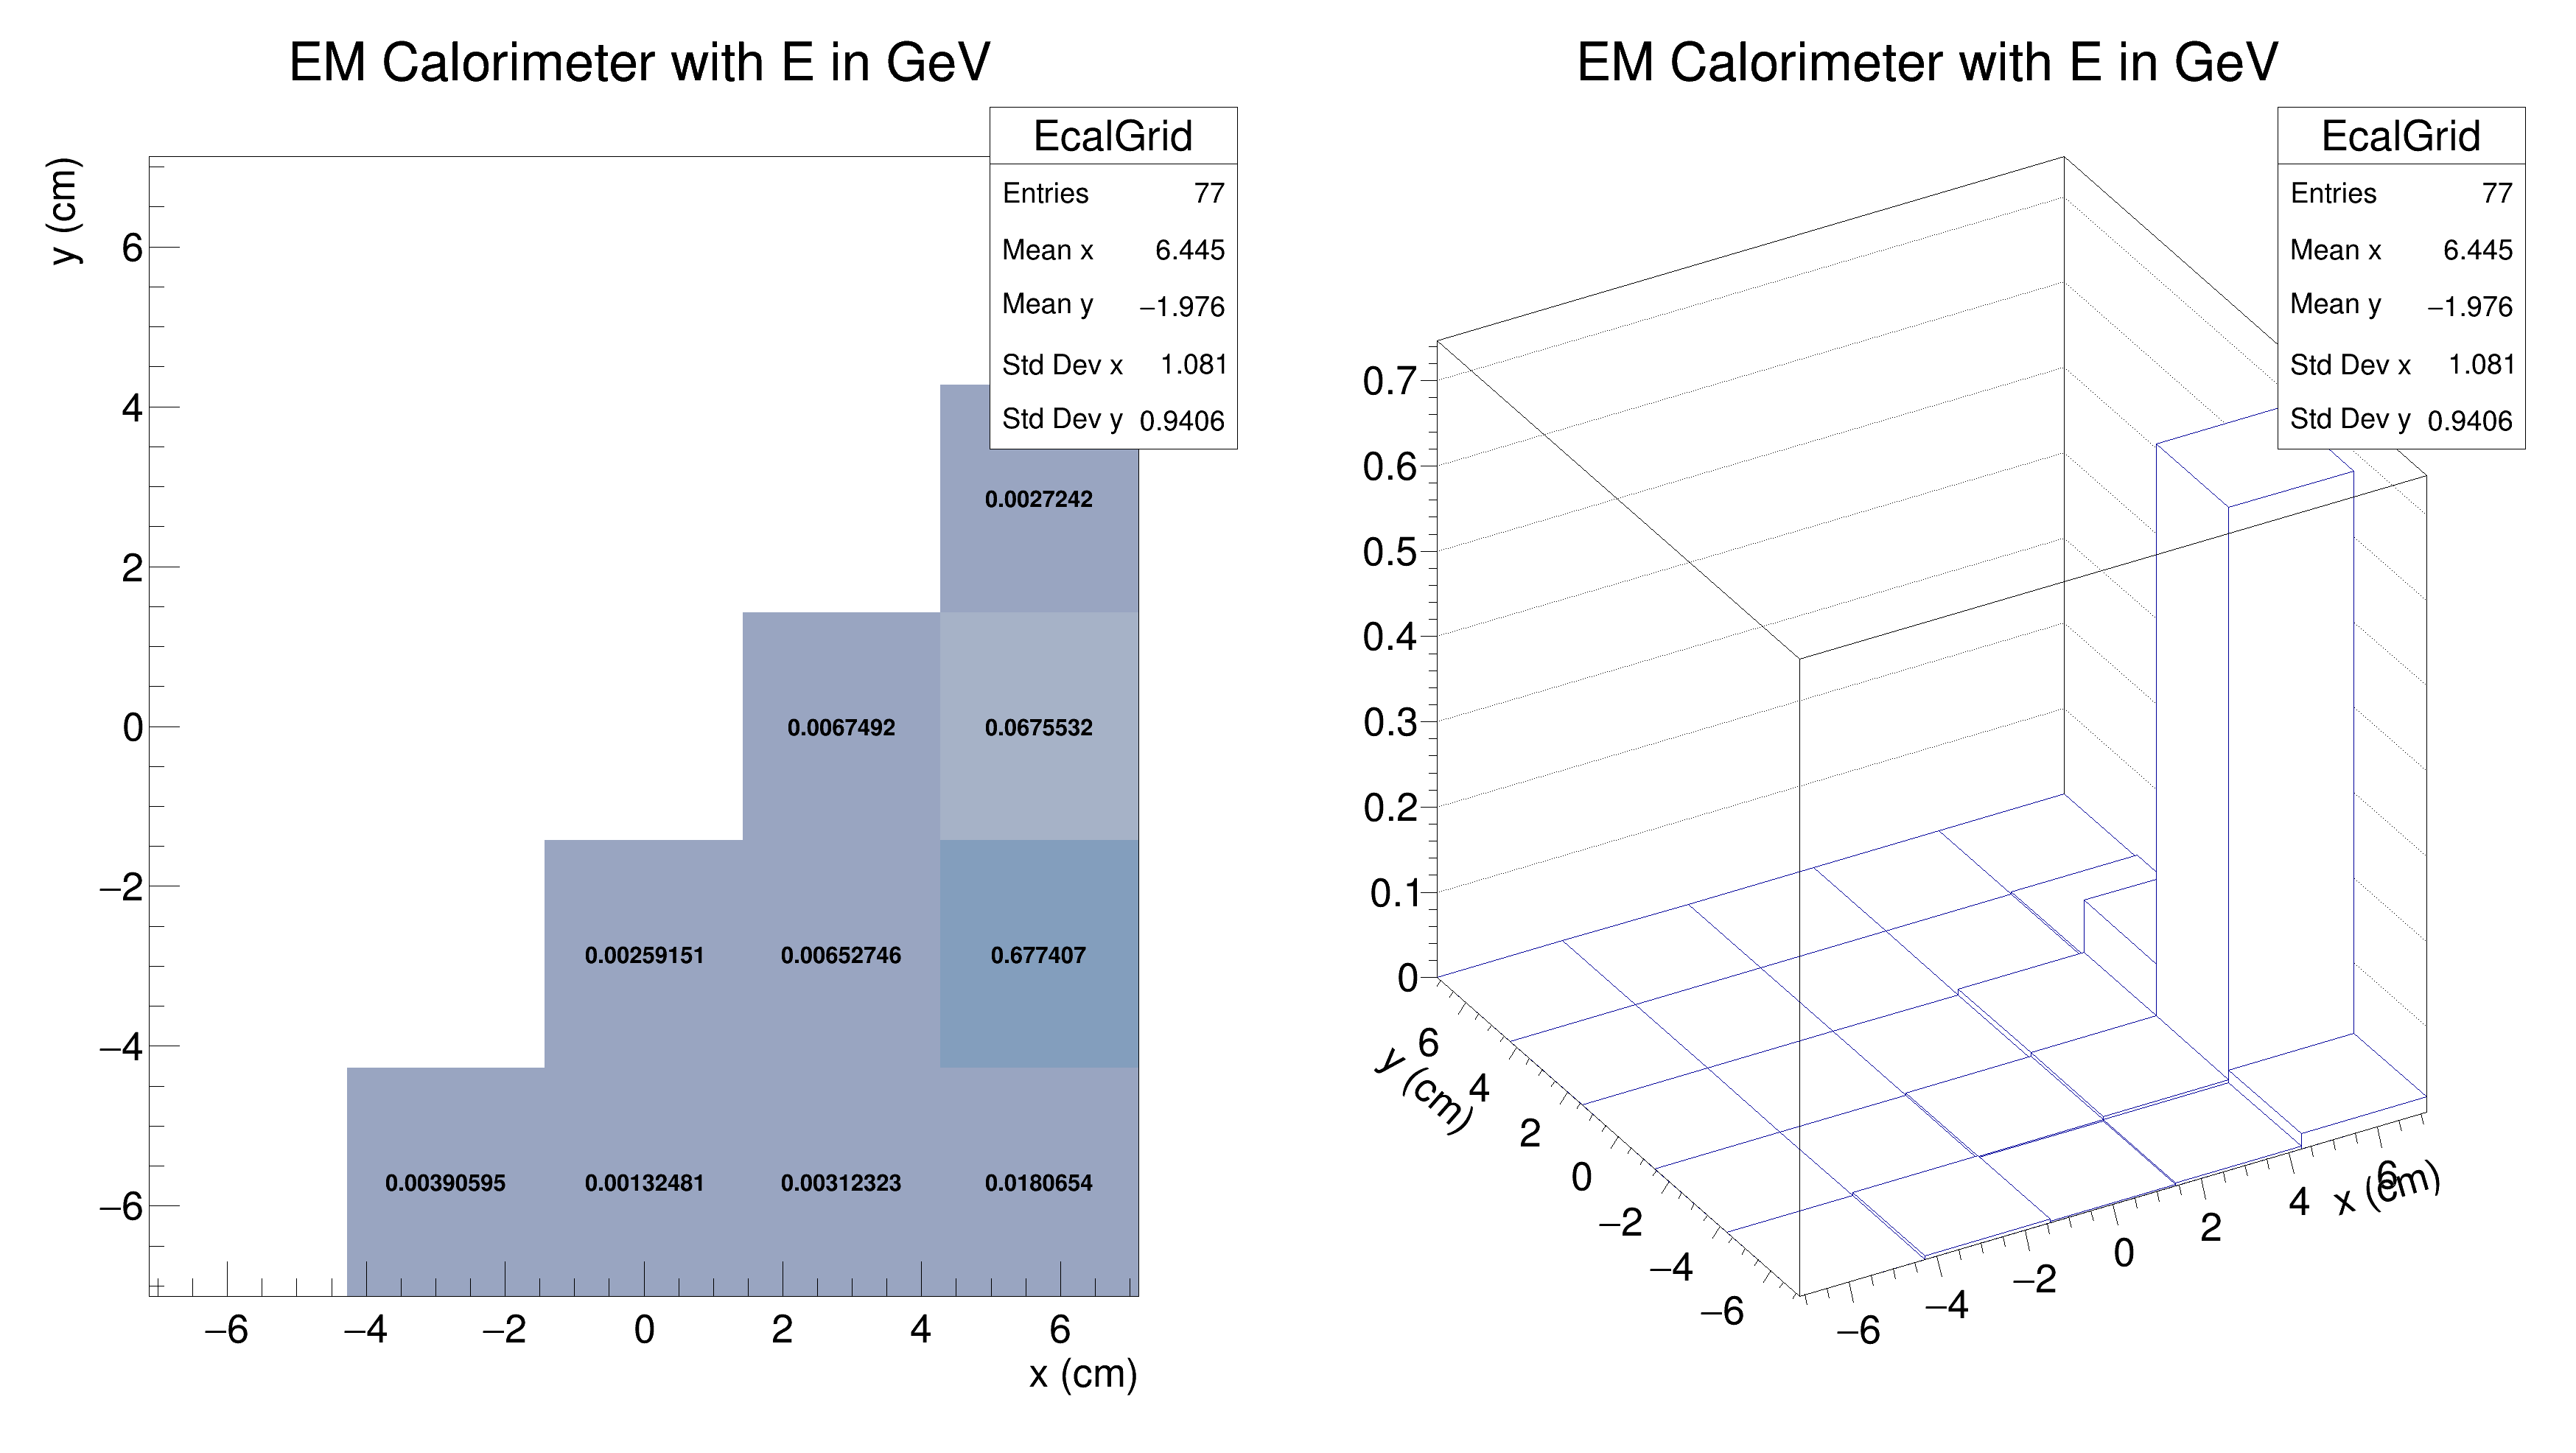 EM Calorimeter with E in GeV
EcalGrid
Entries 77
Mean x 6.445
Mean y −1.976
Std Dev x 1.081
Std Dev y 0.9406
y (cm)
6
4
2
0
−2
−4
−6
0.0027242
0.0067492 0.0675532
0.00259151 0.00652746 0.677407
0.00390595 0.00132481 0.00312323 0.0180654
−6 −4 −2 0 2 4 6
x (cm)
EM Calorimeter with E in GeV
EcalGrid
Entries 77
Mean x 6.445
Mean y −1.976
Std Dev x 1.081
Std Dev y 0.9406
0.7
0.6
0.5
0.4
0.3
0.2
0.1
0
y (cm)
6
4
2
0
−2
−4
−6
−6
−4
−2
0
2
4
6
x (cm)